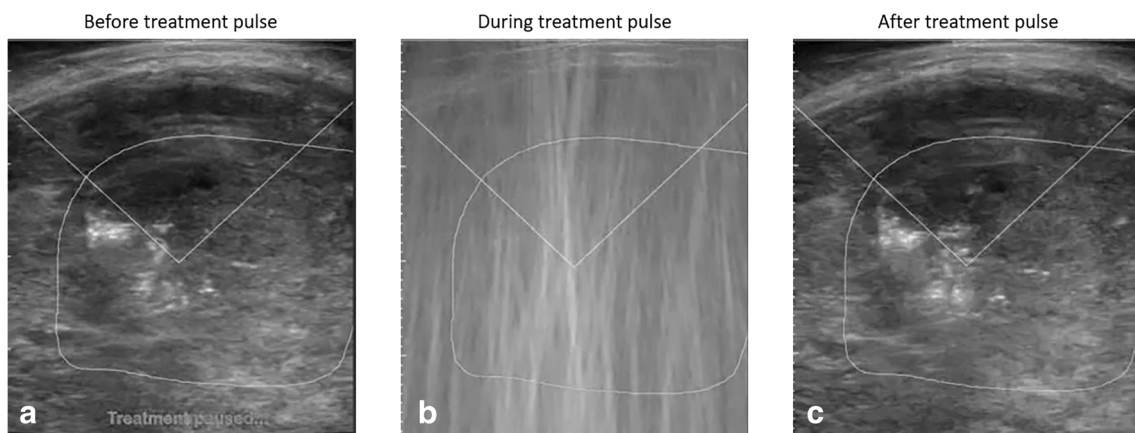 Before treatment pulse
During treatment pulse
After treatment pulse
a
Treatment paused...
b
c